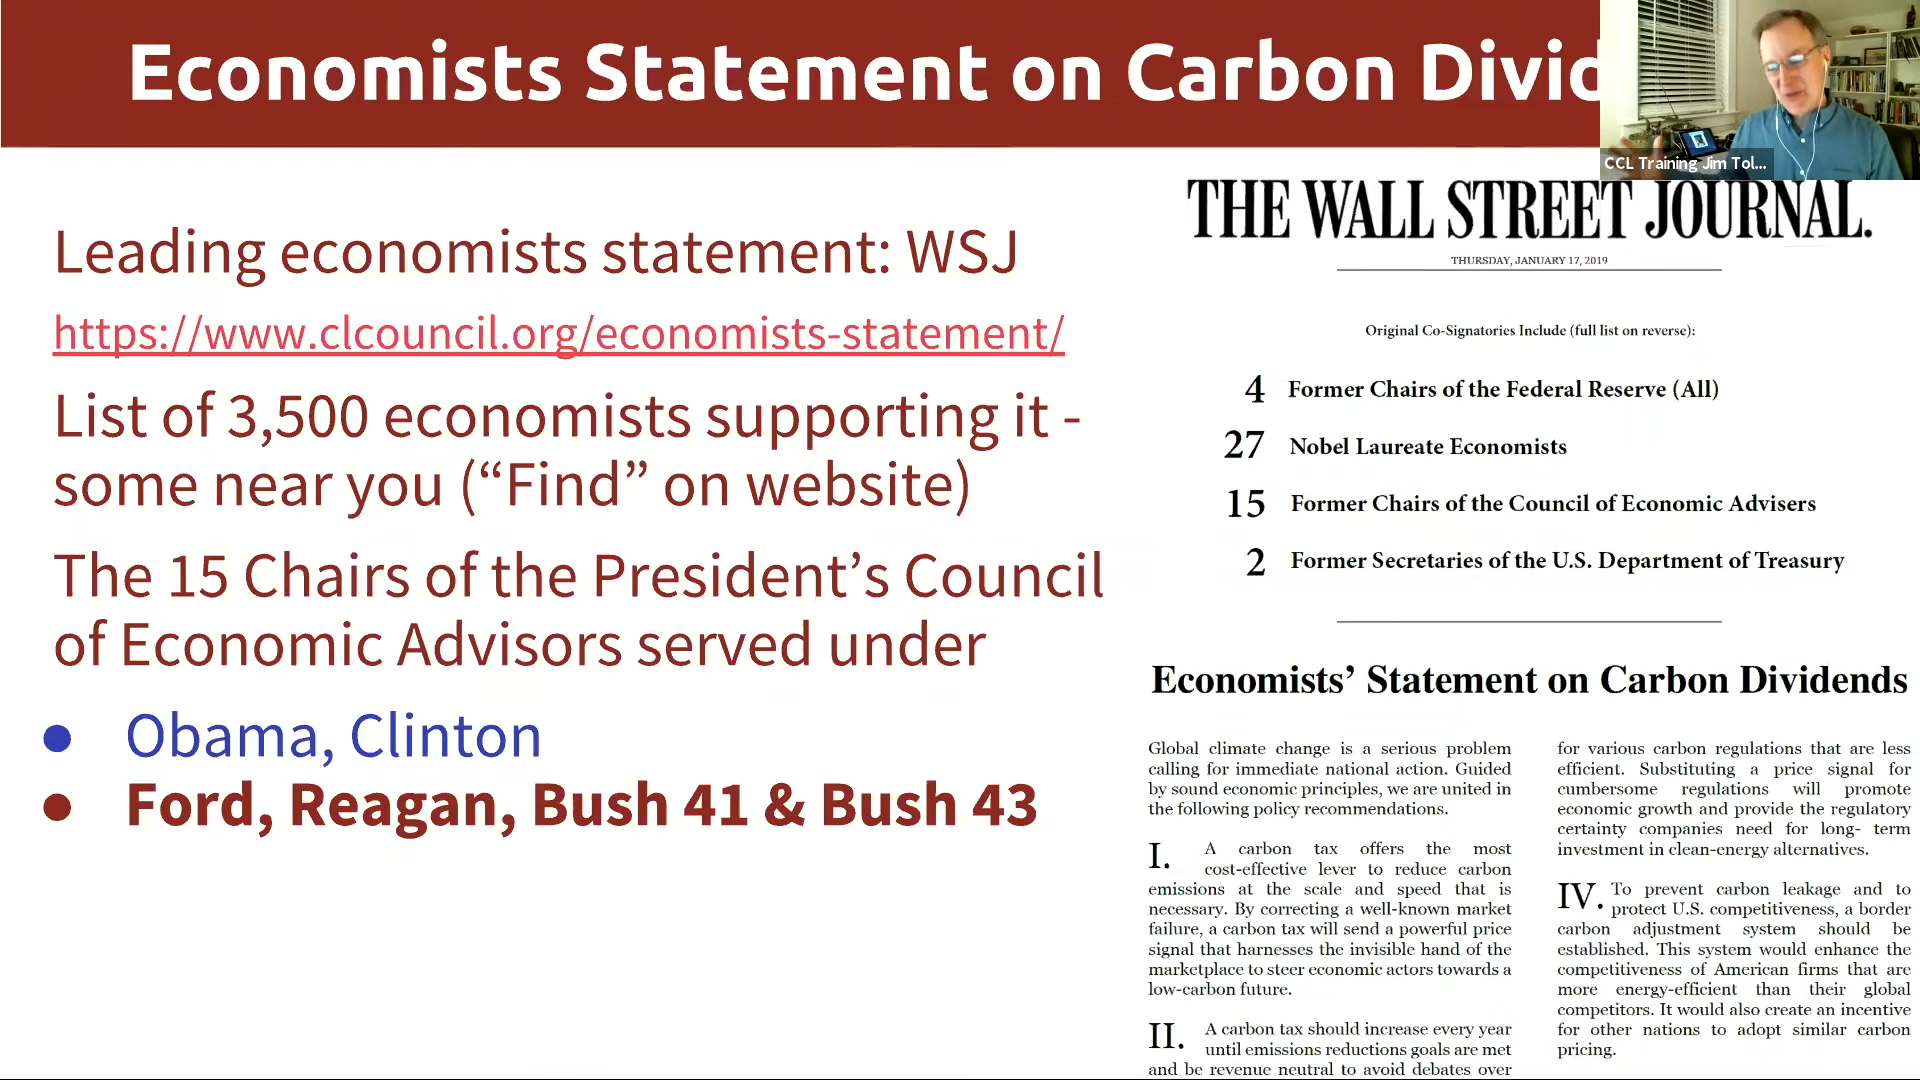 Economists Statement on Carbon Divid
CCL Training Jim Tol...
Leading economists statement: WSJ
https://www.clcouncil.org/economists-statement/
List of 3,500 economists supporting it -
some near you (“Find” on website)
The 15 Chairs of the President’s Council
of Economic Advisors served under
● Obama, Clinton
● Ford, Reagan, Bush 41 & Bush 43
THE WALL STREET JOURNAL.
THURSDAY, JANUARY 17, 2019
Original Co-Signatories Include (full list on reverse):
4 Former Chairs of the Federal Reserve (All)
27 Nobel Laureate Economists
15 Former Chairs of the Council of Economic Advisers
2 Former Secretaries of the U.S. Department of Treasury
Economists’ Statement on Carbon Dividends
Global climate change is a serious problem
calling for immediate national action. Guided
by sound economic principles, we are united in
the following policy recommendations.
I. A carbon tax offers the most
cost-effective lever to reduce carbon
emissions at the scale and speed that is
necessary. By correcting a well-known market
failure, a carbon tax will send a powerful price
signal that harnesses the invisible hand of the
marketplace to steer economic actors towards a
low-carbon future.
II. A carbon tax should increase every year
until emissions reductions goals are met
and be revenue neutral to avoid debates over
for various carbon regulations that are less
efficient. Substituting a price signal for
cumbersome regulations will promote
economic growth and provide the regulatory
certainty companies need for long- term
investment in clean-energy alternatives.
IV. To prevent carbon leakage and to
protect U.S. competitiveness, a border
carbon adjustment system should be
established. This system would enhance the
competitiveness of American firms that are
more energy-efficient than their global
competitors. It would also create an incentive
for other nations to adopt similar carbon
pricing.